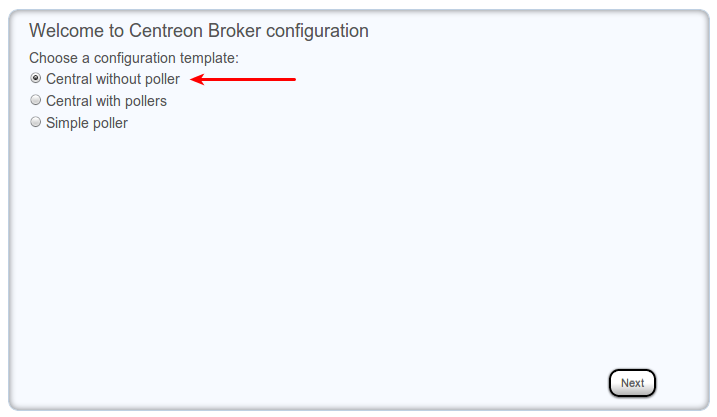 Welcome to Centreon Broker configuration
Choose a configuration template:
Central without poller
Central with pollers
Simple poller
Next